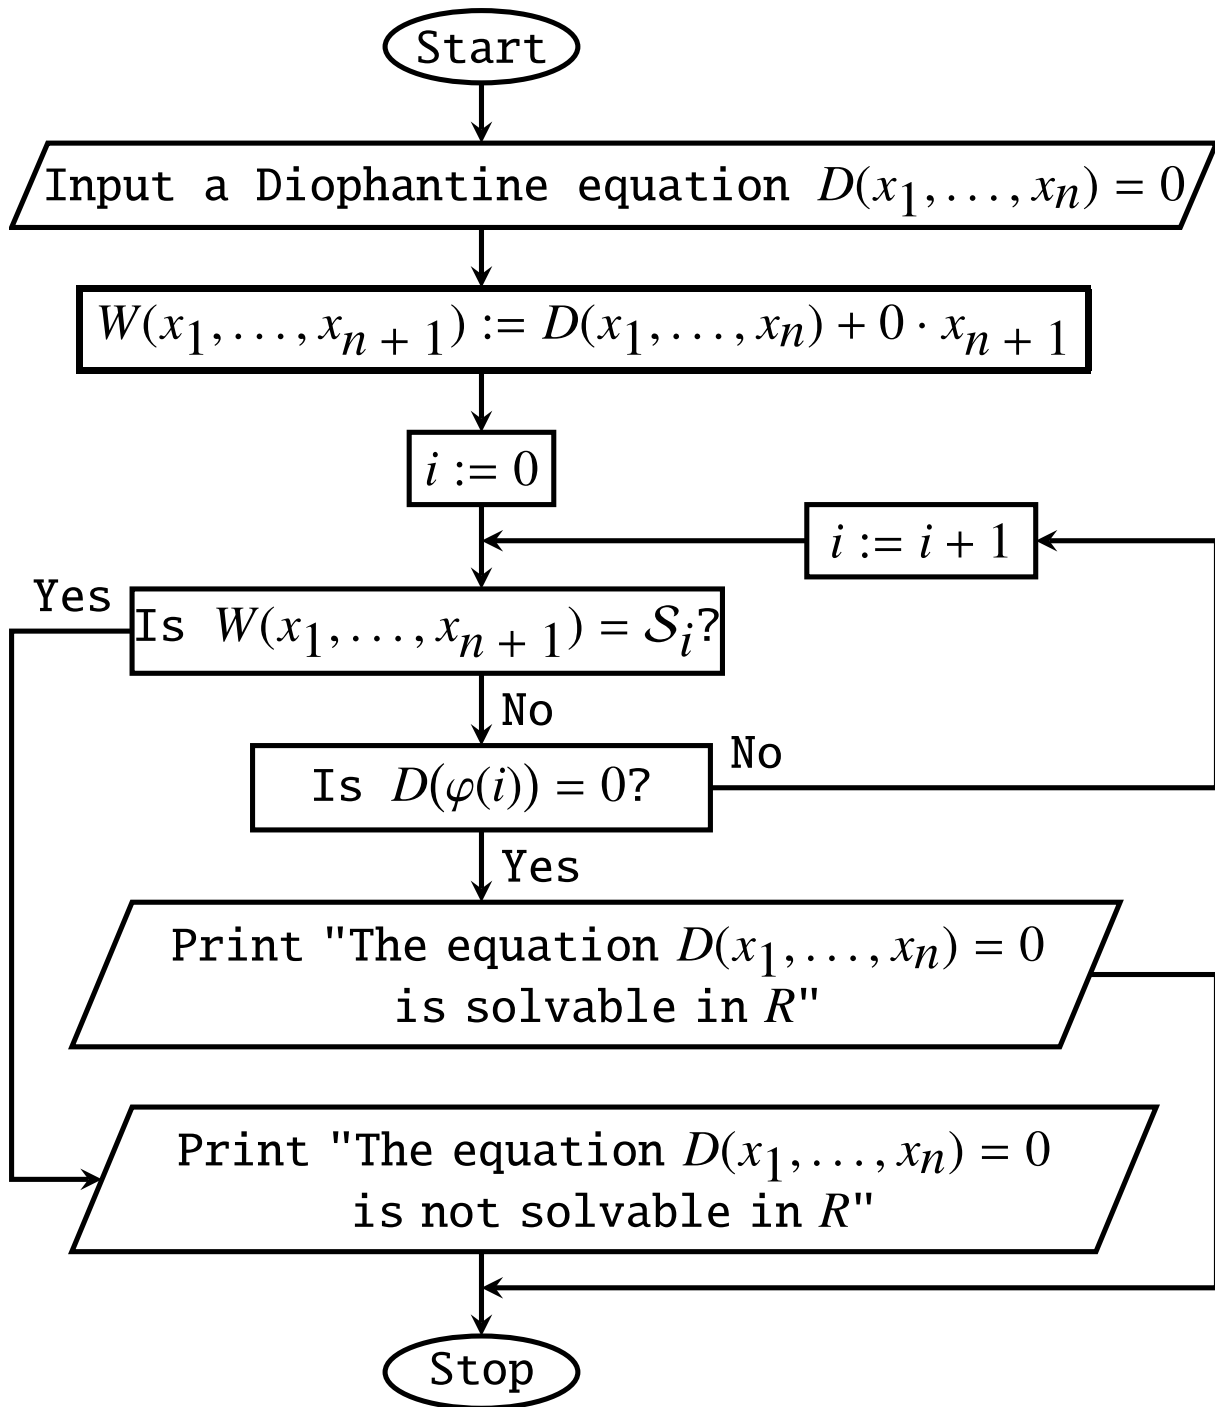 Start
Input a Diophantine equation D(x₁,...,xₙ) = 0
W(x₁,...,xₙ₊₁) := D(x₁,...,xₙ) + 0 · xₙ₊₁
i := 0
i := i + 1
Yes
Is W(x₁,...,xₙ₊₁) = 𝒮ᵢ?
No
Is D(φ(i)) = 0?
No
Yes
Print "The equation D(x₁,...,xₙ) = 0
is solvable in R"
Print "The equation D(x₁,...,xₙ) = 0
is not solvable in R"
Stop